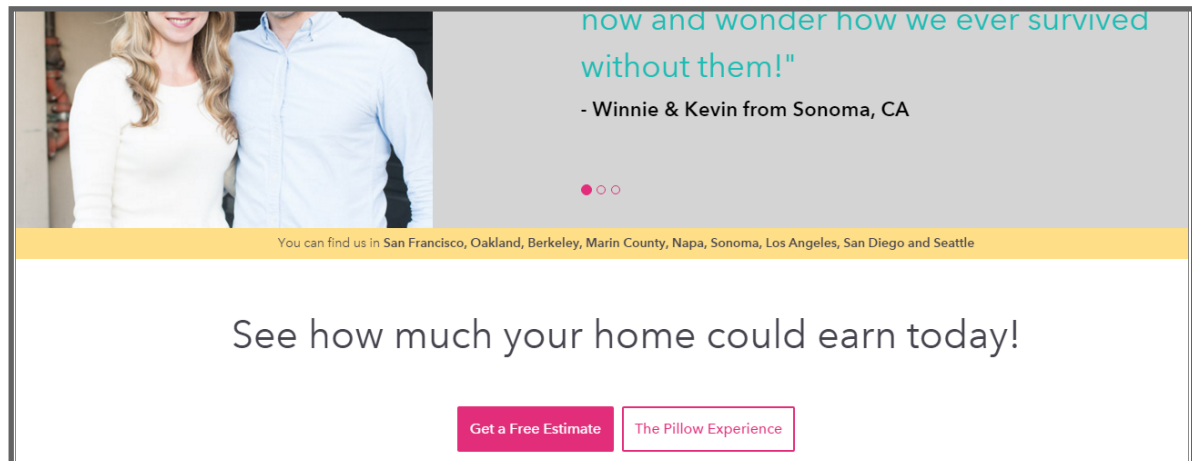 now and wonder how we ever survived
without them!"
- Winnie & Kevin from Sonoma, CA
You can find us in San Francisco, Oakland, Berkeley, Marin County, Napa, Sonoma, Los Angeles, San Diego and Seattle
See how much your home could earn today!
Get a Free Estimate
The Pillow Experience